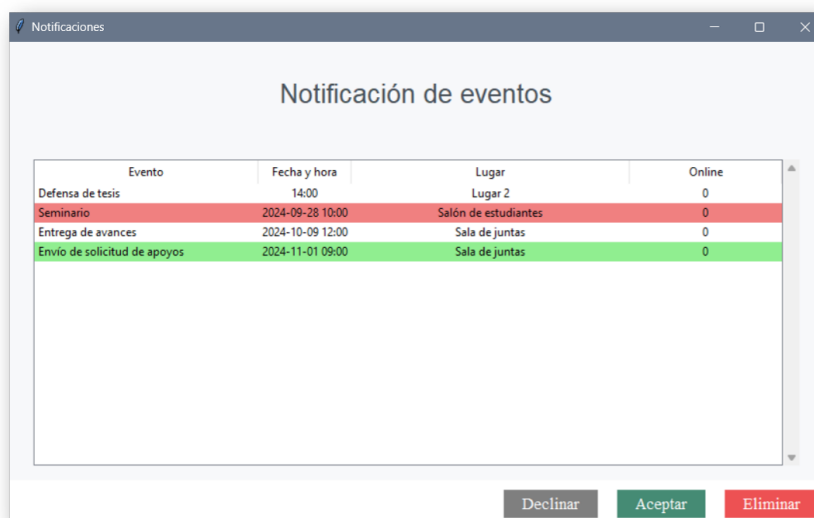 Notificaciones
Notificación de eventos
Evento Fecha y hora Lugar Online
Defensa de tesis 14:00 Lugar 2 0
Seminario 2024-09-28 10:00 Salón de estudiantes 0
Entrega de avances 2024-10-09 12:00 Sala de juntas 0
Envío de solicitud de apoyos 2024-11-01 09:00 Sala de juntas 0
Declinar Aceptar Eliminar